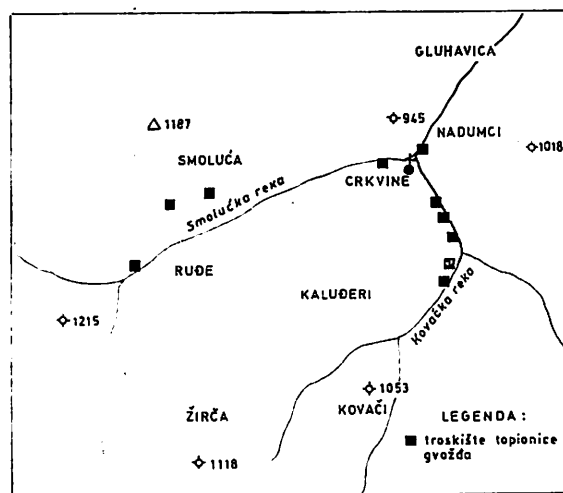 GLUHAVICA
945
1187
NADUMCI
1018
SMOLUĆA
CRKVINE
Smolućka reka
RUĐE
KALUĐERI
Kovačka reka
1215
1053
ŽIRČA
KOVAČI
LEGENDA :
troskište topionice
gvožđa
1118